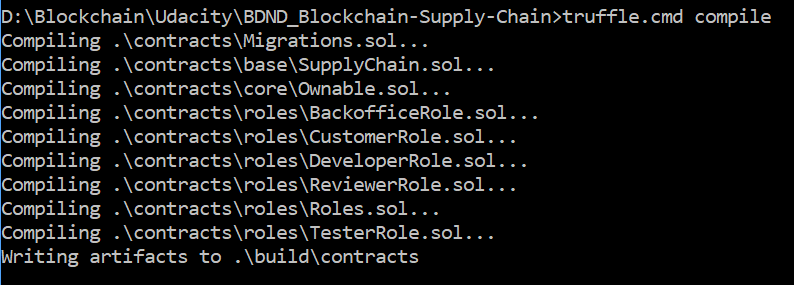 D:\Blockchain\Udacity\BDND_Blockchain-Supply-Chain>truffle.cmd compile
Compiling .\contracts\Migrations.sol...
Compiling .\contracts\base\SupplyChain.sol...
Compiling .\contracts\core\Ownable.sol...
Compiling .\contracts\roles\BackofficeRole.sol...
Compiling .\contracts\roles\CustomerRole.sol...
Compiling .\contracts\roles\DeveloperRole.sol...
Compiling .\contracts\roles\ReviewerRole.sol...
Compiling .\contracts\roles\Roles.sol...
Compiling .\contracts\roles\TesterRole.sol...
Writing artifacts to .\build\contracts